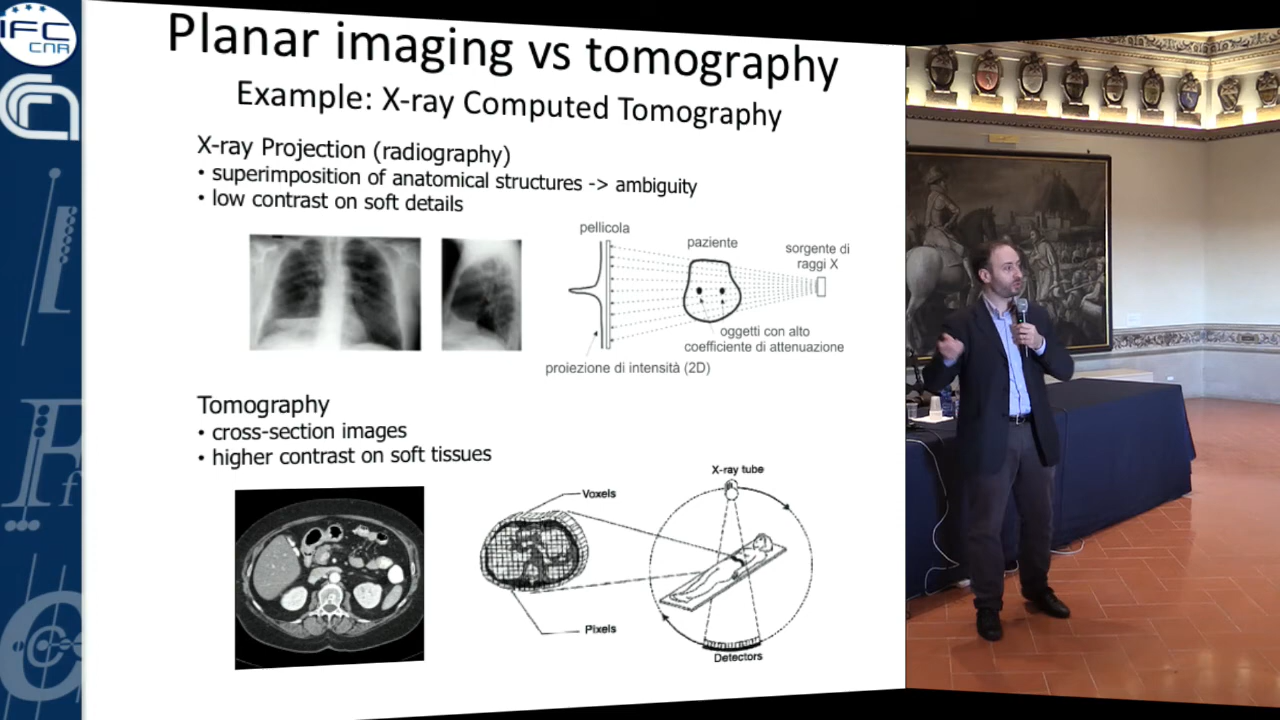 IFC
CNR
Planar imaging vs tomography
Example: X-ray Computed Tomography
X-ray Projection (radiography)
• superimposition of anatomical structures -> ambiguity
• low contrast on soft details
pellicola
paziente
sorgente di
raggi X
oggetti con alto
coefficiente di attenuazione
proiezione di intensità (2D)
Tomography
• cross-section images
• higher contrast on soft tissues
Voxels
Pixels
X-ray tube
Detectors